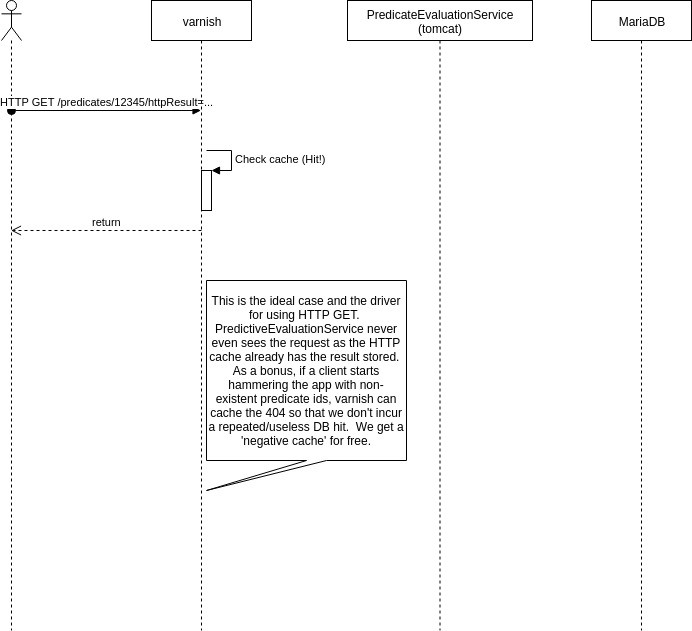 varnish
PredicateEvaluationService
(tomcat)
MariaDB
HTTP GET /predicates/12345/httpResult=...
Check cache (Hit!)
return
This is the ideal case and the driver
for using HTTP GET.
PredictiveEvaluationService never
even sees the request as the HTTP
cache already has the result stored.
As a bonus, if a client starts
hammering the app with non-
existent predicate ids, varnish can
cache the 404 so that we don't incur
a repeated/useless DB hit.  We get a
'negative cache' for free.